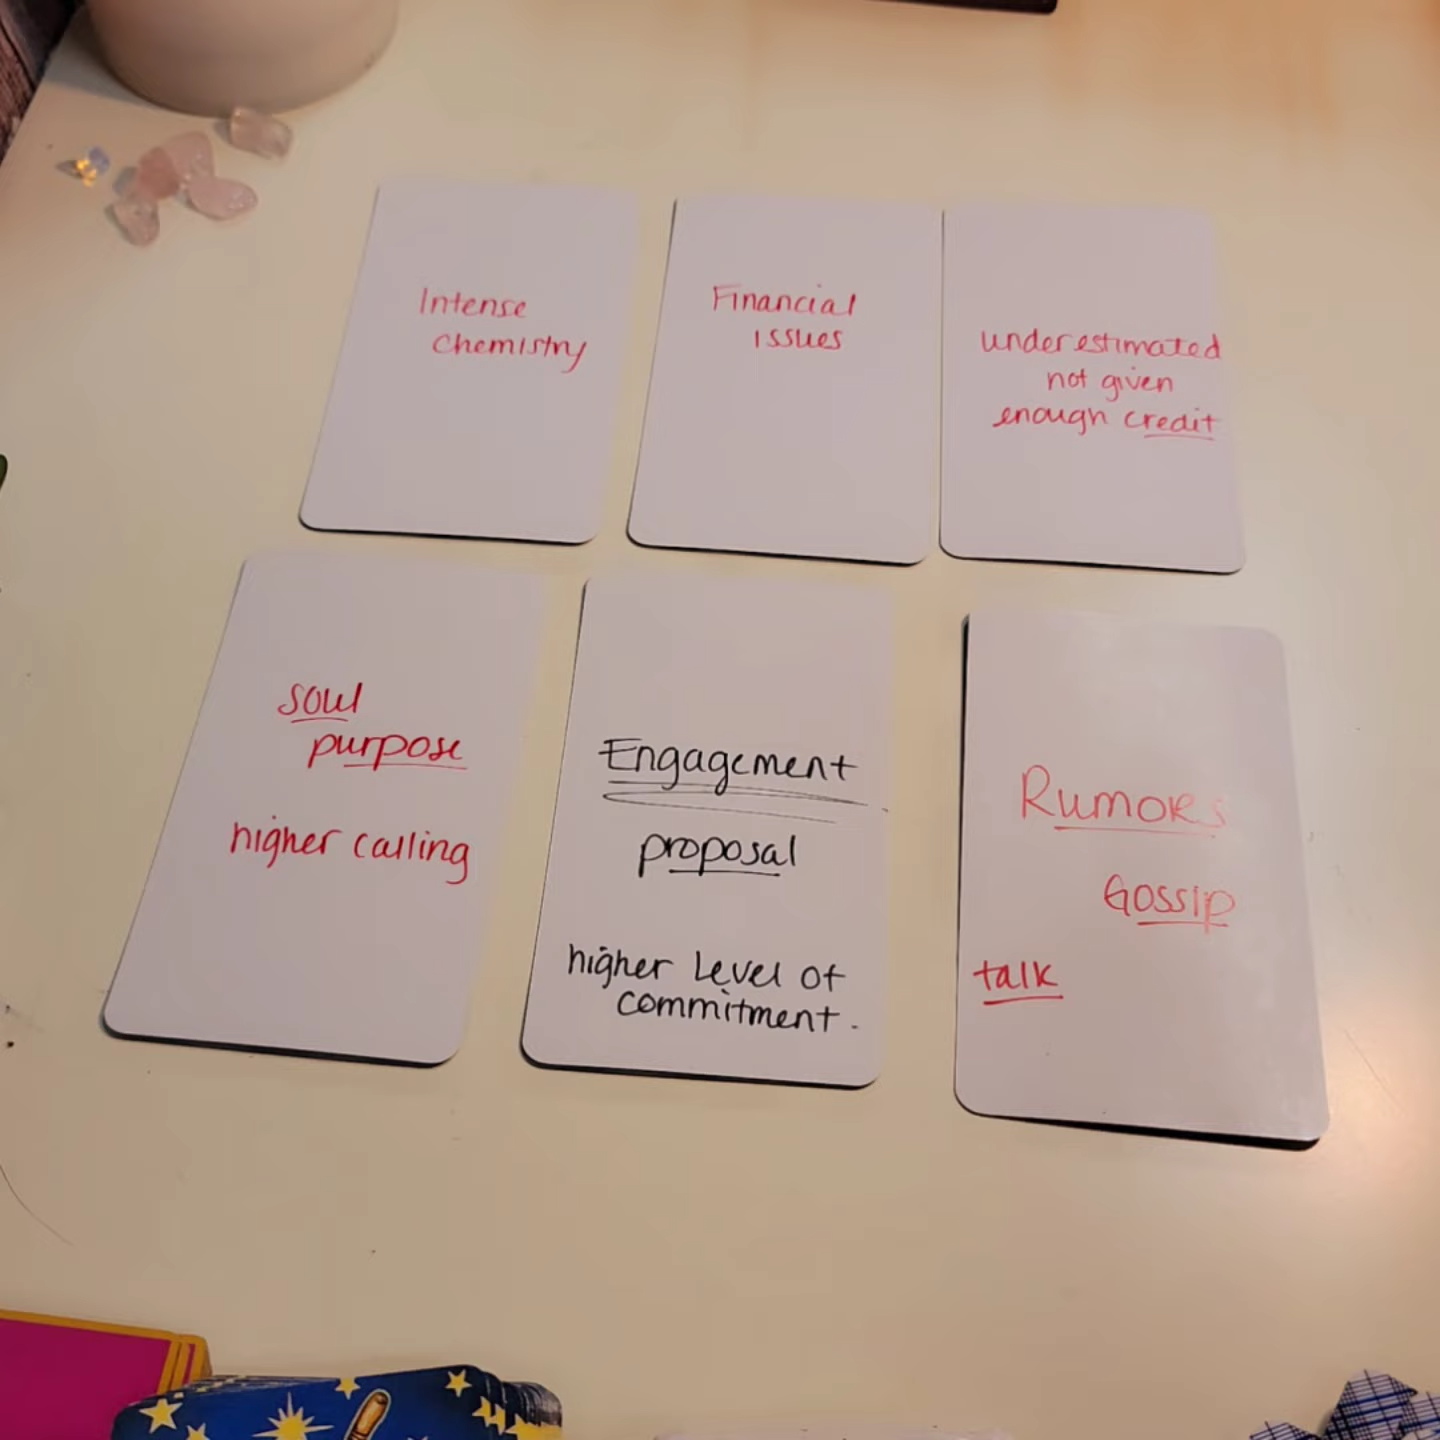 Intense
chemistry
Financial
issues
underestimated
not given
enough credit
soul
purpose
higher calling
Engagement
proposal
higher level of
commitment.
Rumors
Gossip
talk